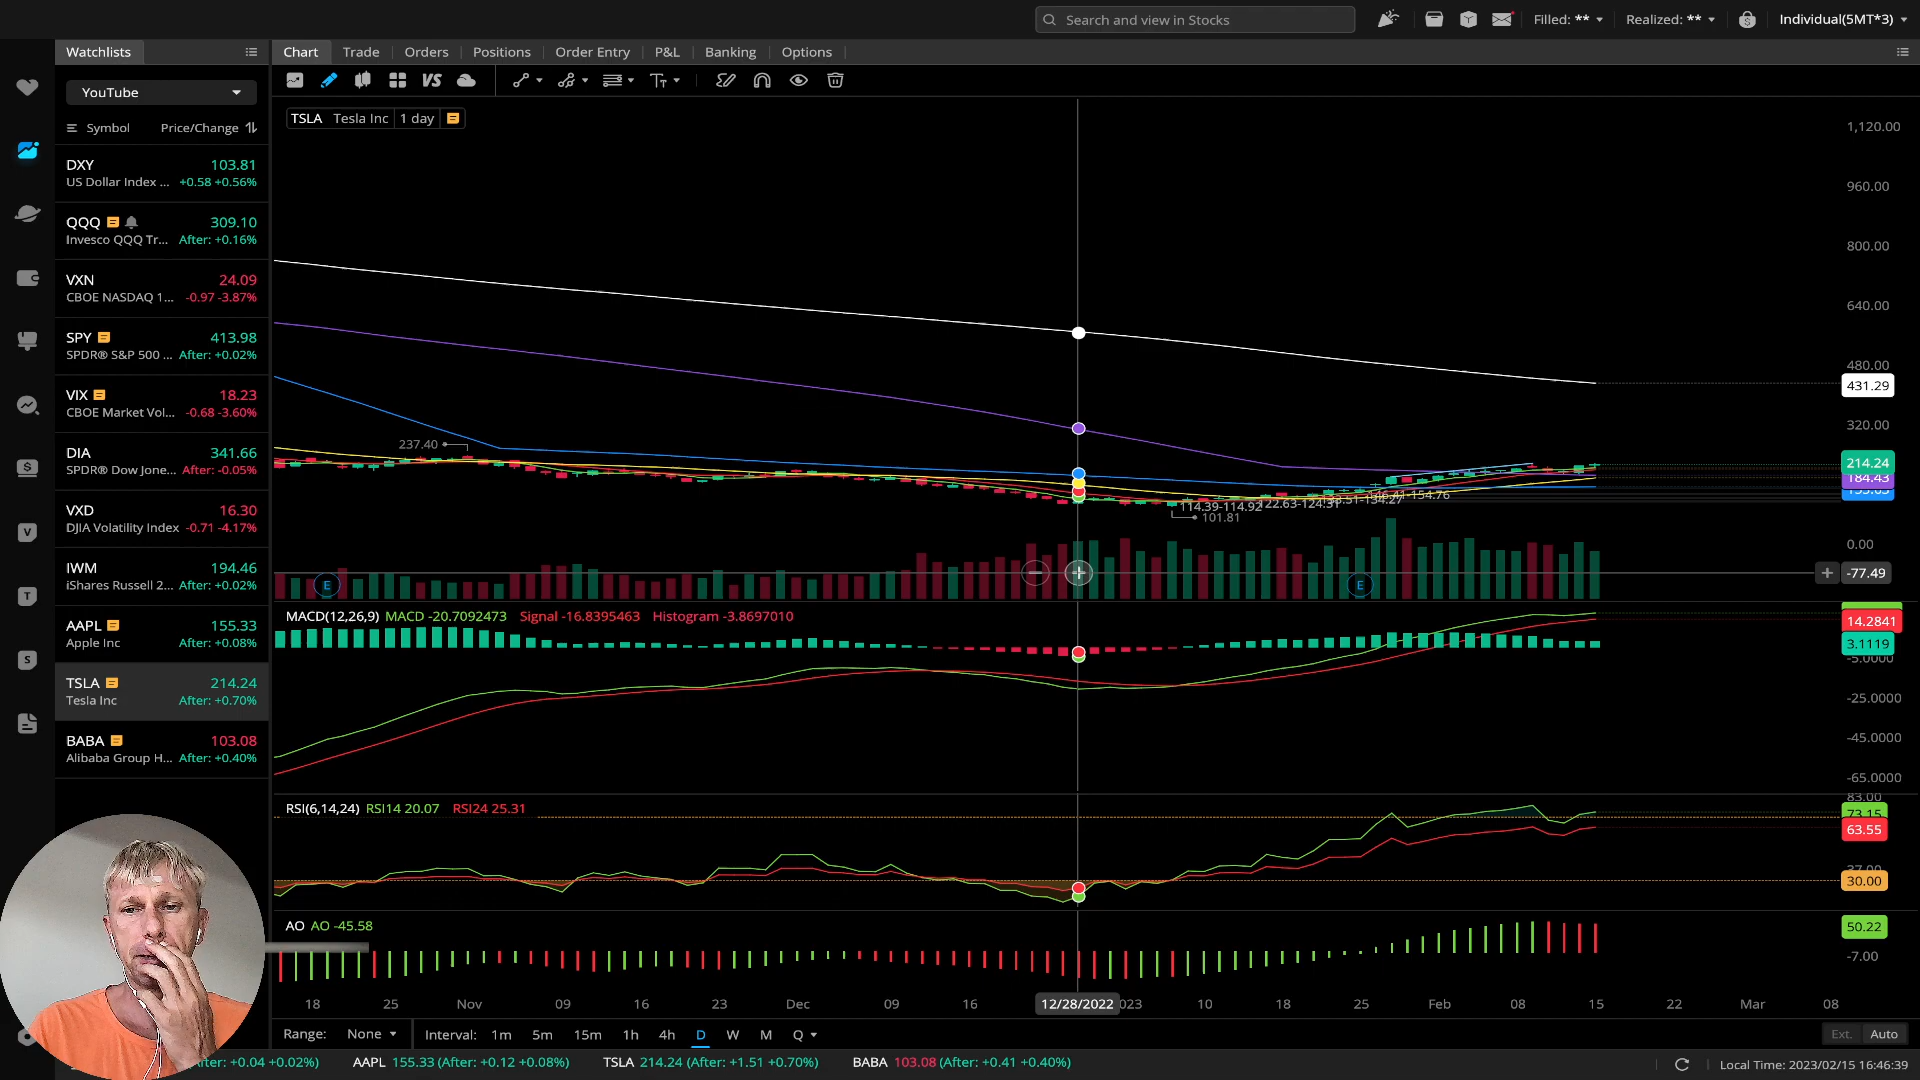 Search and view in Stocks
Filled: **
Realized: **
Individual(5MT*3)
Watchlists
Chart Trade Orders Positions Order Entry P&L Banking Options
YouTube
VS
Symbol Price/Change
TSLA Tesla Inc 1 day
DXY 103.81
US Dollar Index ... +0.58 +0.56%
QQQ 309.10
Invesco QQQ Tr... After: +0.16%
VXN 24.09
CBOE NASDAQ 1... -0.97 -3.87%
SPY 413.98
SPDR® S&P 500 ... After: +0.02%
VIX 18.23
CBOE Market Vol... -0.68 -3.60%
DIA 341.66
SPDR® Dow Jone... After: -0.05%
VXD 16.30
DJIA Volatility Index -0.71 -4.17%
IWM 194.46
iShares Russell 2... After: +0.02%
AAPL 155.33
Apple Inc After: +0.08%
TSLA 214.24
Tesla Inc After: +0.70%
BABA 103.08
Alibaba Group H... After: +0.40%
1,120.00
960.00
800.00
640.00
480.00
431.29
320.00
214.24
184.43
0.00
-77.49
237.40
114.39-114.92
122.63-124.31
101.81
E
E
MACD(12,26,9) MACD -20.7092473 Signal -16.8395463 Histogram -3.8697010
14.2841
3.1119
-5.0000
-25.0000
-45.0000
-65.0000
RSI(6,14,24) RSI14 20.07 RSI24 25.31
83.00
73.15
63.55
30.00
AO AO -45.58
50.22
-7.00
18 25 Nov 09 16 23 Dec 09 16 12/28/2022 023 10 18 25 Feb 08 15 22 Mar 08
Range: None Interval: 1m 5m 15m 1h 4h D W M Q
Ext. Auto
After: +0.04 +0.02%) AAPL 155.33 (After: +0.12 +0.08%) TSLA 214.24 (After: +1.51 +0.70%) BABA 103.08 (After: +0.41 +0.40%)
Local Time: 2023/02/15 16:46:39